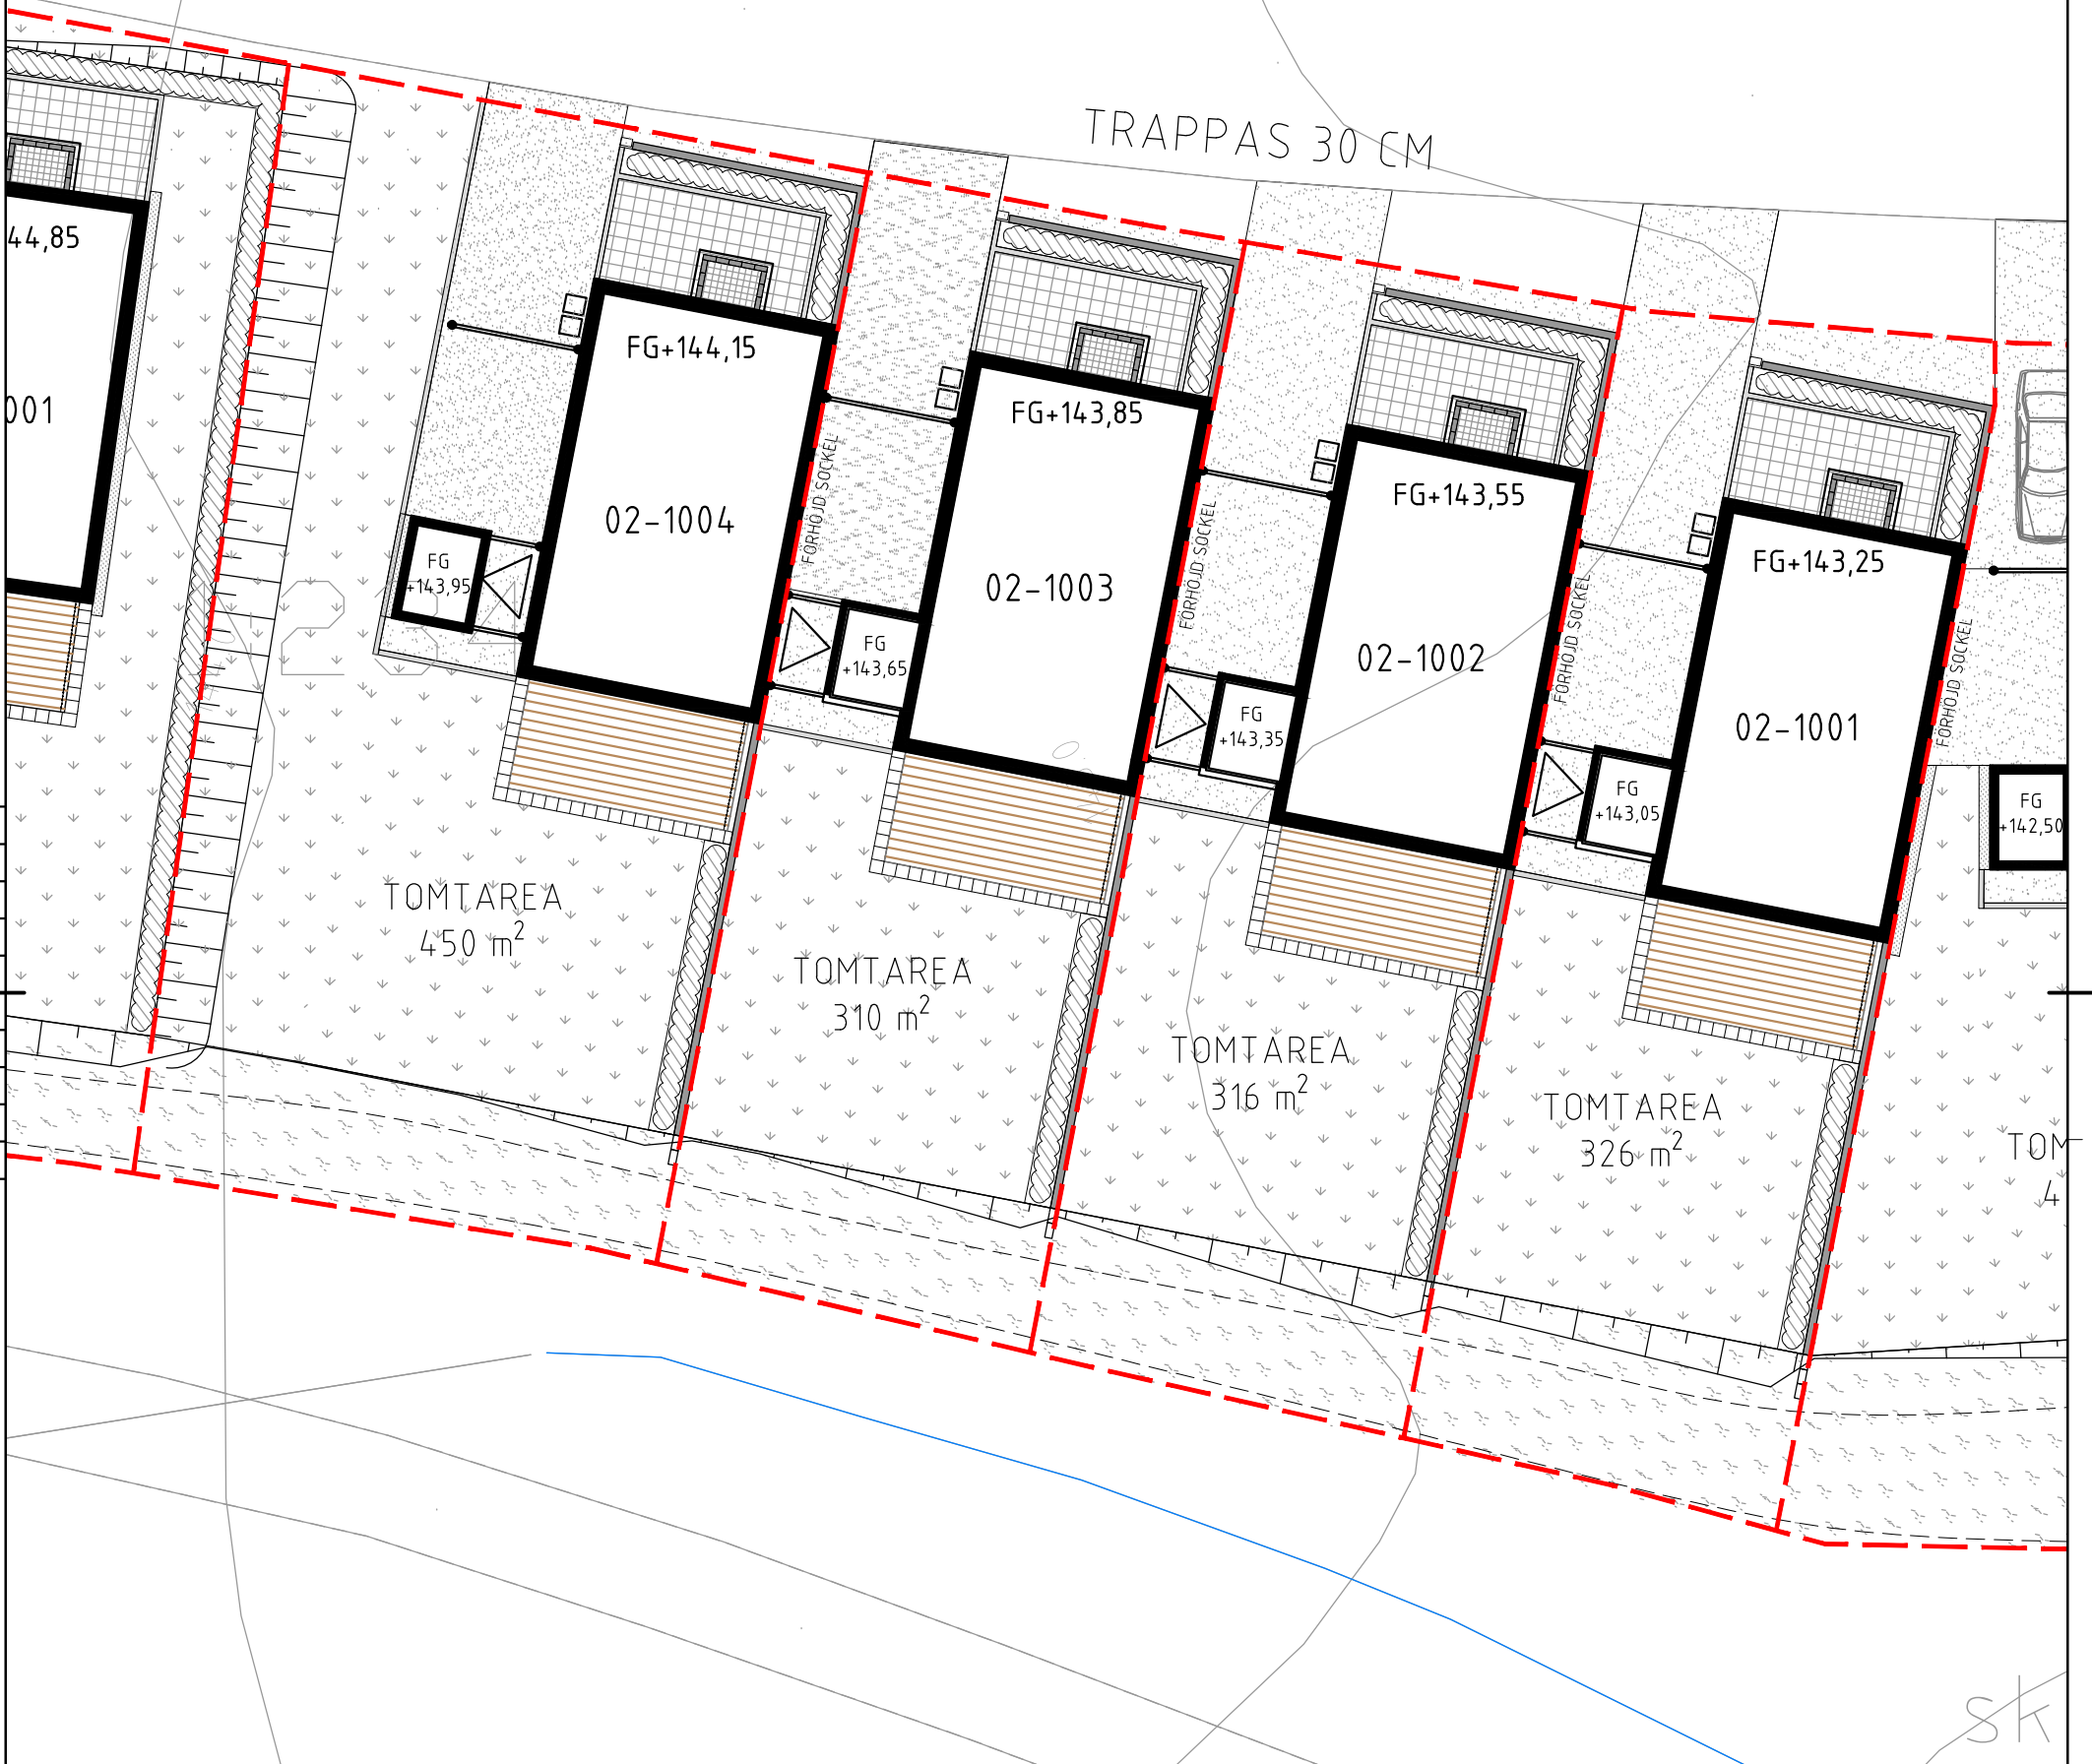 TRAPPAS 30 CM
44,85
001
FG+144,15
02-1004
FG
+143,95
FÖRHÖJD SOCKEL
FG+143,85
02-1003
FG
+143,65
FÖRHÖJD SOCKEL
FG+143,55
02-1002
FG
+143,35
FÖRHÖJD SOCKEL
FG+143,25
02-1001
FG
+143,05
FÖRHÖJD SOCKEL
FG
+142,50
TOMTAREA
450 m²
TOMTAREA
310 m²
TOMTAREA
316 m²
TOMTAREA
326 m²
TOM
4
sk